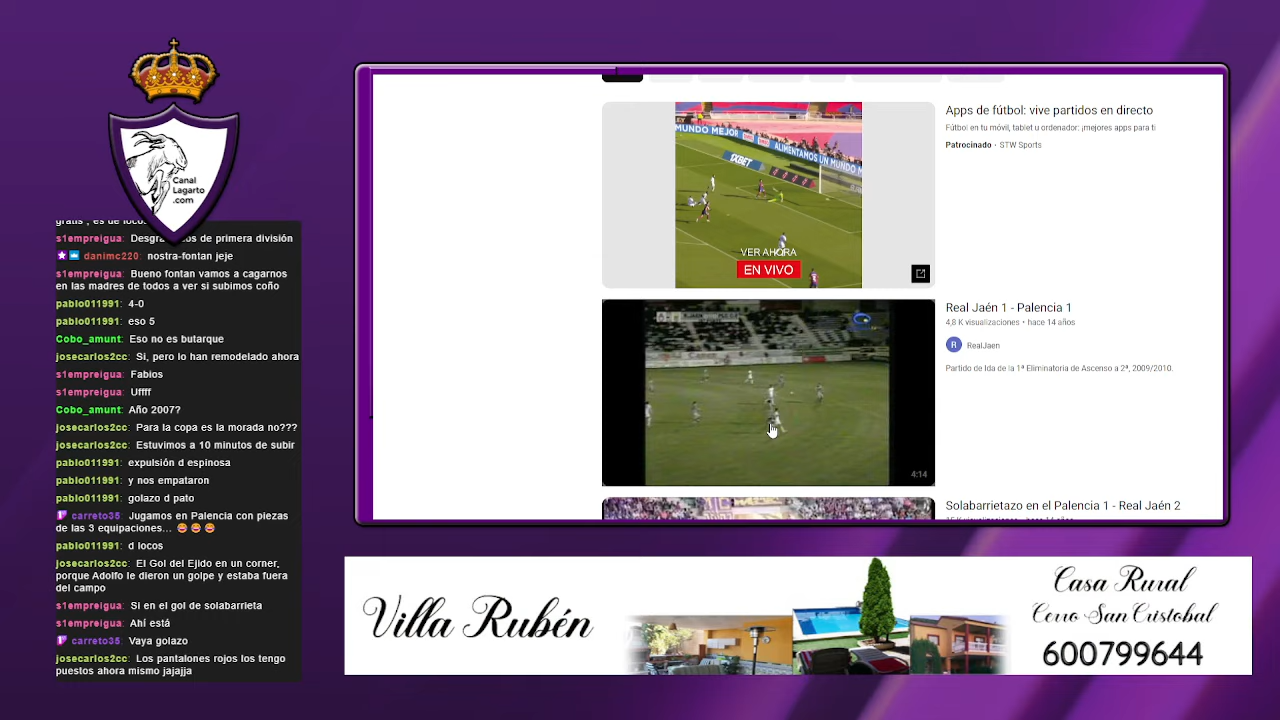 Canal
Lagarto
.com
gratis , es de locos
s1empreigua: Desgra os de primera división
danimc220: nostra-fontan jeje
s1empreigua: Bueno fontan vamos a cagarnos
en las madres de todos a ver si subimos coño
pablo011991: 4-0
pablo011991: eso 5
Cobo_amunt: Eso no es butarque
josecarlos2cc: Si, pero lo han remodelado ahora
s1empreigua: Fabios
s1empreigua: Uffff
Cobo_amunt: Año 2007?
josecarlos2cc: Para la copa es la morada no???
josecarlos2cc: Estuvimos a 10 minutos de subir
pablo011991: expulsión d espinosa
pablo011991: y nos empataron
pablo011991: golazo d pato
carreto35: Jugamos en Palencia con piezas
de las 3 equipaciones...
pablo011991: d locos
josecarlos2cc: El Gol del Ejido en un corner,
porque Adolfo le dieron un golpe y estaba fuera
del campo
s1empreigua: Si en el gol de solabarrieta
s1empreigua: Ahí está
carreto35: Vaya golazo
josecarlos2cc: Los pantalones rojos los tengo
puestos ahora mismo jajajja
MUNDO MEJOR
1XBET
ALIMENTAMOS UN MUNDO
VER AHORA
EN VIVO
Apps de fútbol: vive partidos en directo
Fútbol en tu móvil, tablet u ordenador: ¡mejores apps para ti
Patrocinado · STW Sports
4:14
Real Jaén 1 - Palencia 1
4,8 K visualizaciones • hace 14 años
R RealJaen
Partido de Ida de la 1ª Eliminatoria de Ascenso a 2ª, 2009/2010.
Solabarrietazo en el Palencia 1 - Real Jaén 2
Villa Rubén
Casa Rural
Cerro San Cristobal
600799644